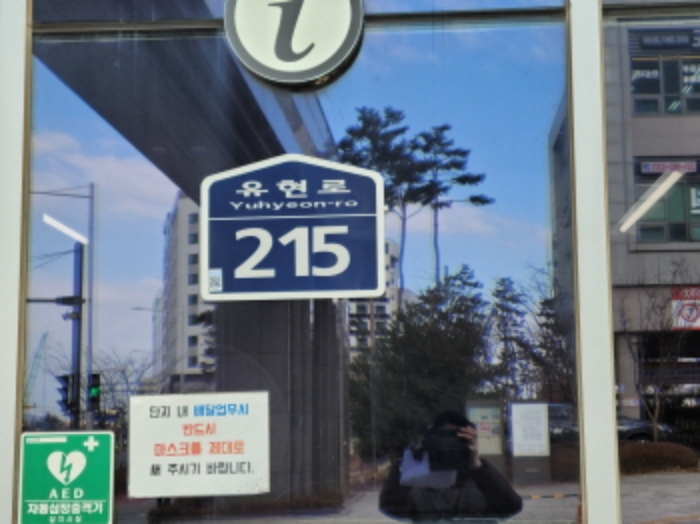 i
유현로
Yuhyeon-ro
215
단지 내 배달업무시
반드시
마스크를 제대로
써 주시기 바랍니다.
AED
자동심장충격기